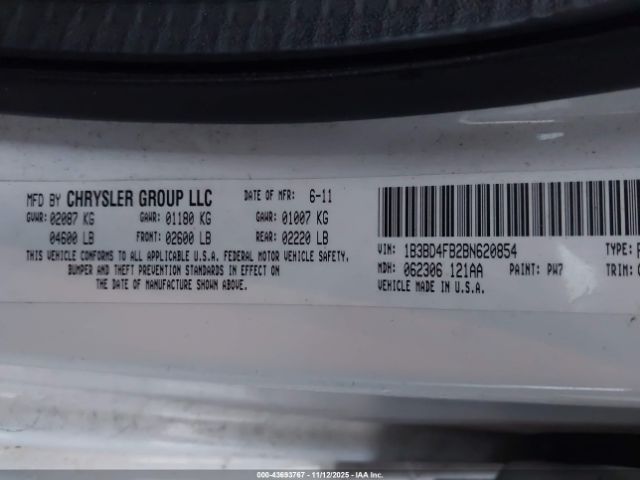 MFD BY CHRYSLER GROUP LLC DATE OF MFR: 6-11
GVWR: 02087 KG GAWR: 01180 KG GAWR: 01007 KG
04600 LB FRONT: 02600 LB REAR: 02220 LB
THIS VEHICLE CONFORMS TO ALL APPLICABLE U.S.A. FEDERAL MOTOR VEHICLE SAFETY,
BUMPER AND THEFT PREVENTION STANDARDS IN EFFECT ON
THE DATE OF MANUFACTURE SHOWN ABOVE.
VIN: 1B3BD4FB2BN620854 TYPE:
MDH: 062306 121AA PAINT: PW7 TRIM:
VEHICLE MADE IN U.S.A.
000-43693767 - 11/12/2025 - IAA Inc.